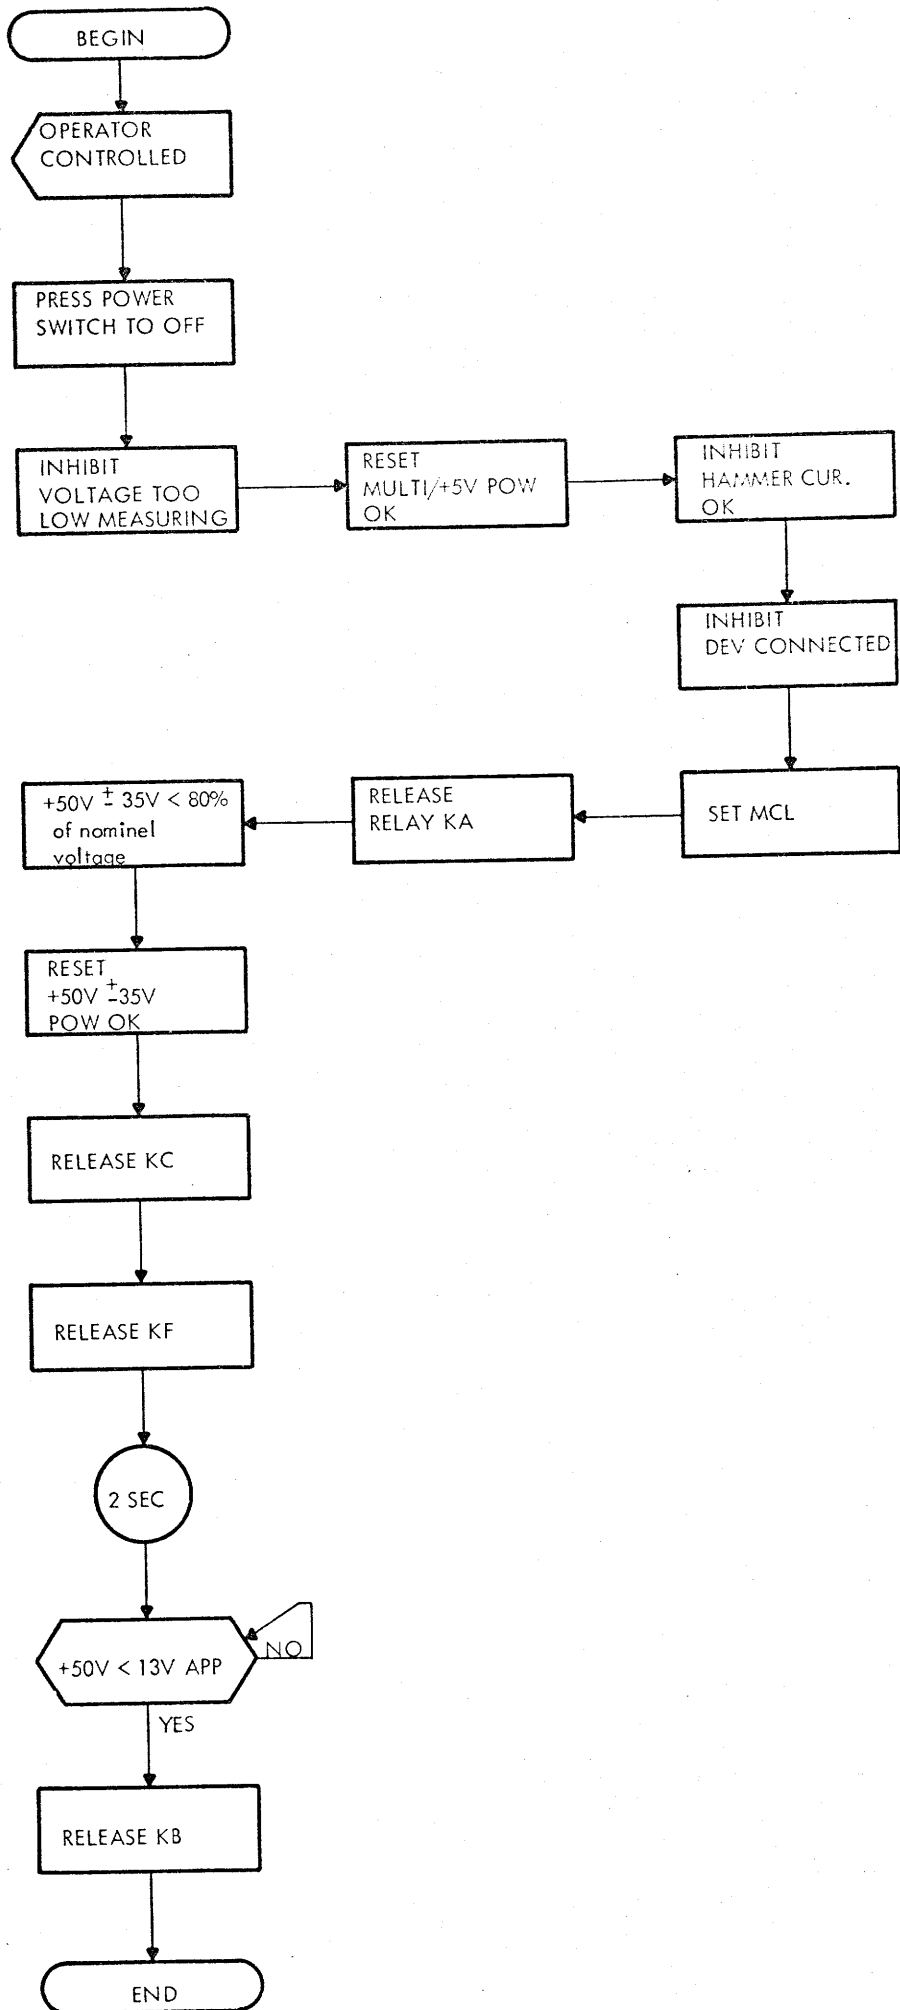 BEGIN
OPERATOR
CONTROLLED
PRESS POWER
SWITCH TO OFF
INHIBIT
VOLTAGE TOO
LOW MEASURING
RESET
MULTI/+5V POW
OK
INHIBIT
HAMMER CUR.
OK
INHIBIT
DEV CONNECTED
SET MCL
RELEASE
RELAY KA
+50V ± 35V < 80%
of nominel
voltage
RESET
+50V ±35V
POW OK
RELEASE KC
RELEASE KF
2 SEC
+50V < 13V APP
NO
YES
RELEASE KB
END